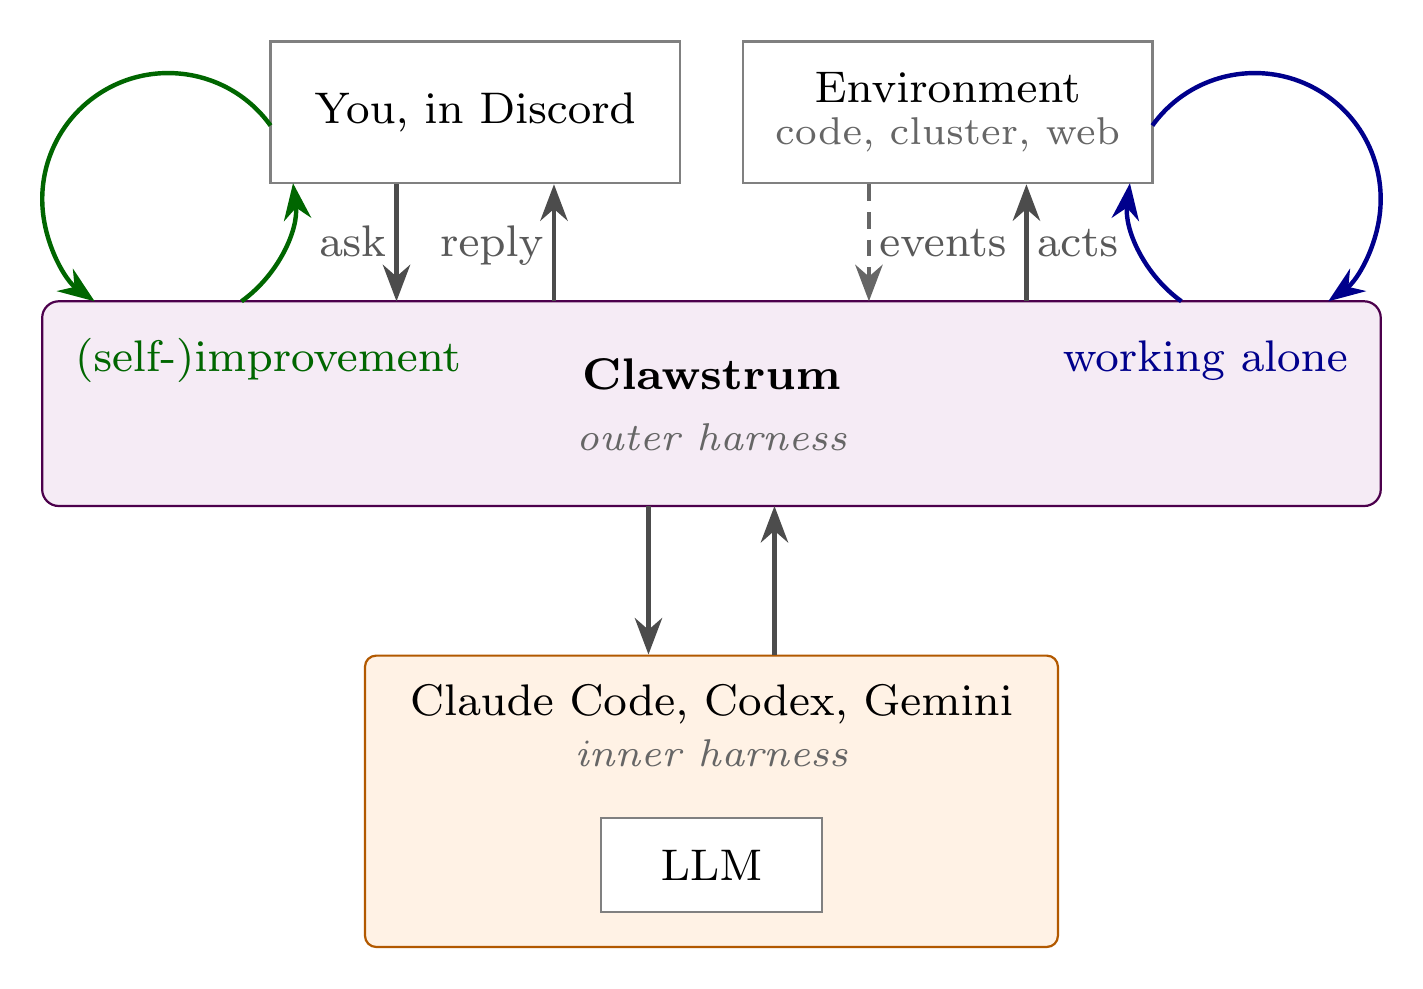 You, in Discord
Environment
code, cluster, web
ask
reply
events
acts
(self-)improvement
Clawstrum
outer harness
working alone
Claude Code, Codex, Gemini
inner harness
LLM